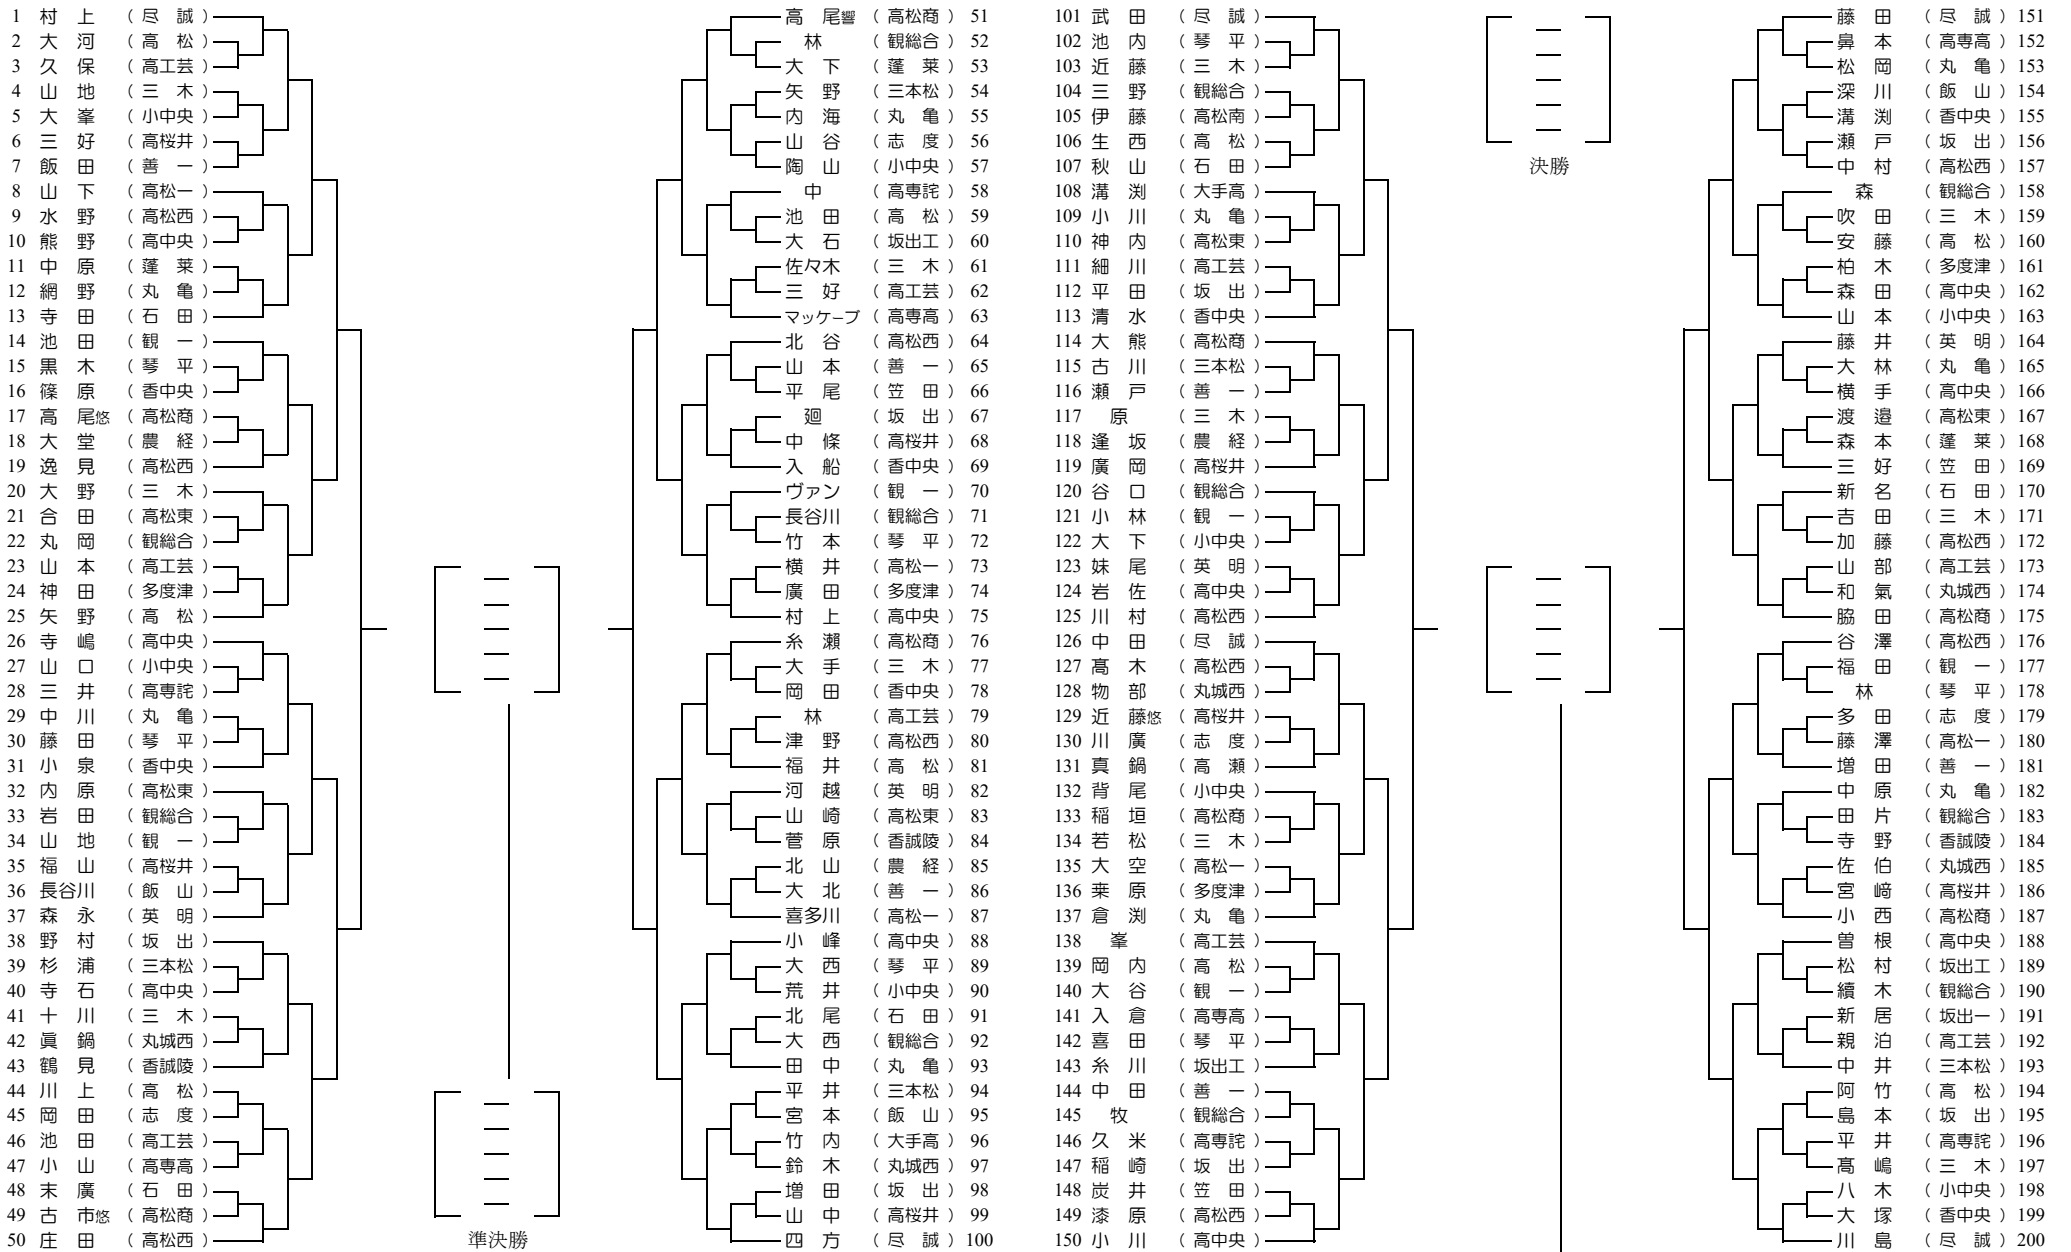 1 村上 (尽誠)
2 大河 (高松)
3 久保 (高工芸)
4 山地 (三木)
5 大峯 (小中央)
6 三好 (高桜井)
7 飯田 (善一)
8 山下 (高松一)
9 水野 (高松西)
10 熊野 (高中央)
11 中原 (蓬莱)
12 網野 (丸亀)
13 寺田 (石田)
14 池田 (観一)
15 黒木 (琴平)
16 篠原 (香中央)
17 高尾悠 (高松商)
18 大堂 (農経)
19 逸見 (高松西)
20 大野 (三木)
21 合田 (高松東)
22 丸岡 (観総合)
23 山本 (高工芸)
24 神田 (多度津)
25 矢野 (高松)
26 寺嶋 (高中央)
27 山口 (小中央)
28 三井 (高専詫)
29 中川 (丸亀)
30 藤田 (琴平)
31 小泉 (香中央)
32 内原 (高松東)
33 岩田 (観総合)
34 山地 (観一)
35 福山 (高桜井)
36 長谷川 (飯山)
37 森永 (英明)
38 野村 (坂出)
39 杉浦 (三本松)
40 寺石 (高中央)
41 十川 (三木)
42 眞鍋 (丸城西)
43 鶴見 (香誠陵)
44 川上 (高松)
45 岡田 (志度)
46 池田 (高工芸)
47 小山 (高専高)
48 末廣 (石田)
49 古市悠 (高松商)
50 庄田 (高松西)
準決勝
高尾響 (高松商) 51
林 (観総合) 52
大下 (蓬莱) 53
矢野 (三本松) 54
内海 (丸亀) 55
山谷 (志度) 56
陶山 (小中央) 57
中 (高専詫) 58
池田 (高松) 59
大石 (坂出工) 60
佐々木 (三木) 61
三好 (高工芸) 62
マッケーブ (高専高) 63
北谷 (高松西) 64
山本 (善一) 65
平尾 (笠田) 66
廻 (坂出) 67
中條 (高桜井) 68
入船 (香中央) 69
ヴァン (観一) 70
長谷川 (観総合) 71
竹本 (琴平) 72
横井 (高松一) 73
廣田 (多度津) 74
村上 (高中央) 75
糸瀬 (高松商) 76
大手 (三木) 77
岡田 (香中央) 78
林 (高工芸) 79
津野 (高松西) 80
福井 (高松) 81
河越 (英明) 82
山崎 (高松東) 83
菅原 (香誠陵) 84
北山 (農経) 85
大北 (善一) 86
喜多川 (高松一) 87
小峰 (高中央) 88
大西 (琴平) 89
荒井 (小中央) 90
北尾 (石田) 91
大西 (観総合) 92
田中 (丸亀) 93
平井 (三本松) 94
宮本 (飯山) 95
竹内 (大手高) 96
鈴木 (丸城西) 97
増田 (坂出) 98
山中 (高桜井) 99
四方 (尽誠) 100
101 武田 (尽誠)
102 池内 (琴平)
103 近藤 (三木)
104 三野 (観総合)
105 伊藤 (高松南)
106 生西 (高松)
107 秋山 (石田)
108 溝渕 (大手高)
109 小川 (丸亀)
110 神内 (高松東)
111 細川 (高工芸)
112 平田 (坂出)
113 清水 (香中央)
114 大熊 (高松商)
115 古川 (三本松)
116 瀬戸 (善一)
117 原 (三木)
118 逢坂 (農経)
119 廣岡 (高桜井)
120 谷口 (観総合)
121 小林 (観一)
122 大下 (小中央)
123 妹尾 (英明)
124 岩佐 (高中央)
125 川村 (高松西)
126 中田 (尽誠)
127 髙木 (高松西)
128 物部 (丸城西)
129 近藤悠 (高桜井)
130 川廣 (志度)
131 真鍋 (高瀬)
132 背尾 (小中央)
133 稲垣 (高松商)
134 若松 (三木)
135 大空 (高松一)
136 乗原 (多度津)
137 倉渕 (丸亀)
138 峯 (高工芸)
139 岡内 (高松)
140 大谷 (観一)
141 入倉 (高専高)
142 喜田 (琴平)
143 糸川 (坂出工)
144 中田 (善一)
145 牧 (観総合)
146 久米 (高専詫)
147 稲崎 (坂出)
148 炭井 (笠田)
149 漆原 (高松西)
150 小川 (高中央)
決勝
藤田 (尽誠) 151
鼻本 (高専高) 152
松岡 (丸亀) 153
深川 (飯山) 154
溝渕 (香中央) 155
瀬戸 (坂出) 156
中村 (高松西) 157
森 (観総合) 158
吹田 (三木) 159
安藤 (高松) 160
柏木 (多度津) 161
森田 (高中央) 162
山本 (小中央) 163
藤井 (英明) 164
大林 (丸亀) 165
横手 (高中央) 166
渡邉 (高松東) 167
森本 (蓬莱) 168
三好 (笠田) 169
新名 (石田) 170
吉田 (三木) 171
加藤 (高松西) 172
山部 (高工芸) 173
和氣 (丸城西) 174
脇田 (高松商) 175
谷澤 (高松西) 176
福田 (観一) 177
林 (琴平) 178
多田 (志度) 179
藤澤 (高松一) 180
増田 (善一) 181
中原 (丸亀) 182
田片 (観総合) 183
寺野 (香誠陵) 184
佐伯 (丸城西) 185
宮﨑 (高桜井) 186
小西 (高松商) 187
曽根 (高中央) 188
松村 (坂出工) 189
續木 (観総合) 190
新居 (坂出一) 191
親泊 (高工芸) 192
中井 (三本松) 193
阿竹 (高松) 194
島本 (坂出) 195
平井 (高専詫) 196
髙嶋 (三木) 197
八木 (小中央) 198
大塚 (香中央) 199
川島 (尽誠) 200